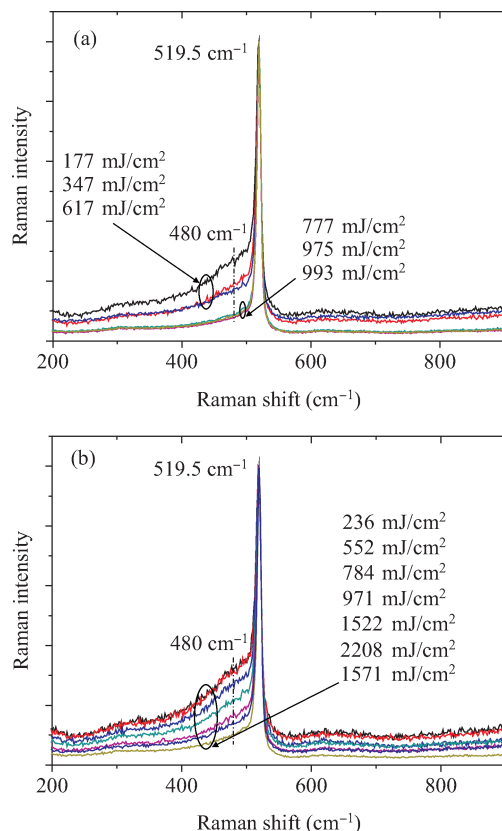 (a)
519.5 cm⁻¹
177 mJ/cm²
347 mJ/cm²
617 mJ/cm²
480 cm⁻¹
777 mJ/cm²
975 mJ/cm²
993 mJ/cm²
Raman intensity
200 400 600 800
Raman shift (cm⁻¹)
(b)
519.5 cm⁻¹
236 mJ/cm²
552 mJ/cm²
784 mJ/cm²
971 mJ/cm²
1522 mJ/cm²
2208 mJ/cm²
1571 mJ/cm²
480 cm⁻¹
Raman intensity
200 400 600 800
Raman shift (cm⁻¹)